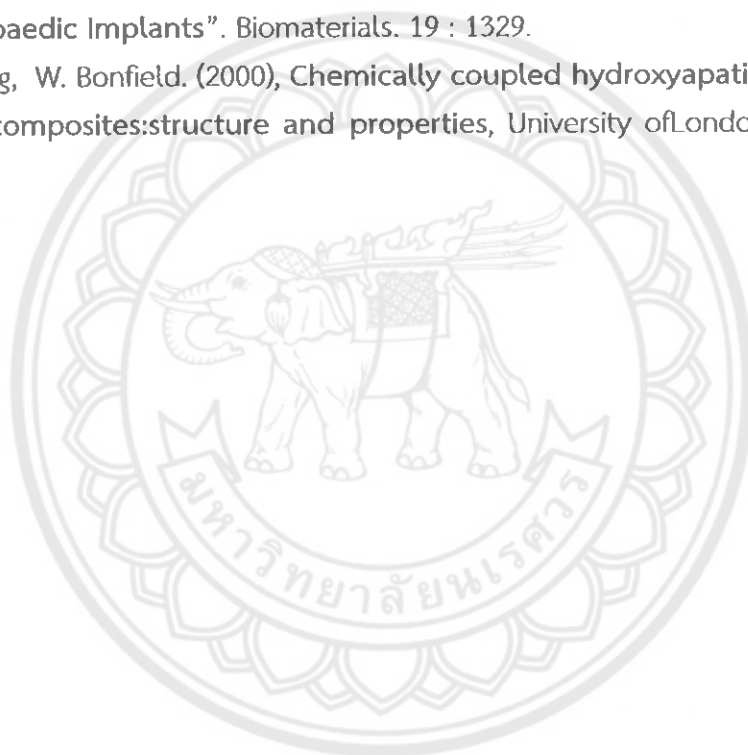 paedic Implants”. Biomaterials. 19 : 1329.
g, W. Bonfield. (2000), Chemically coupled hydroxyapati
composites:structure and properties, University ofLondo
มหาวิทยาลัยนเรศวร